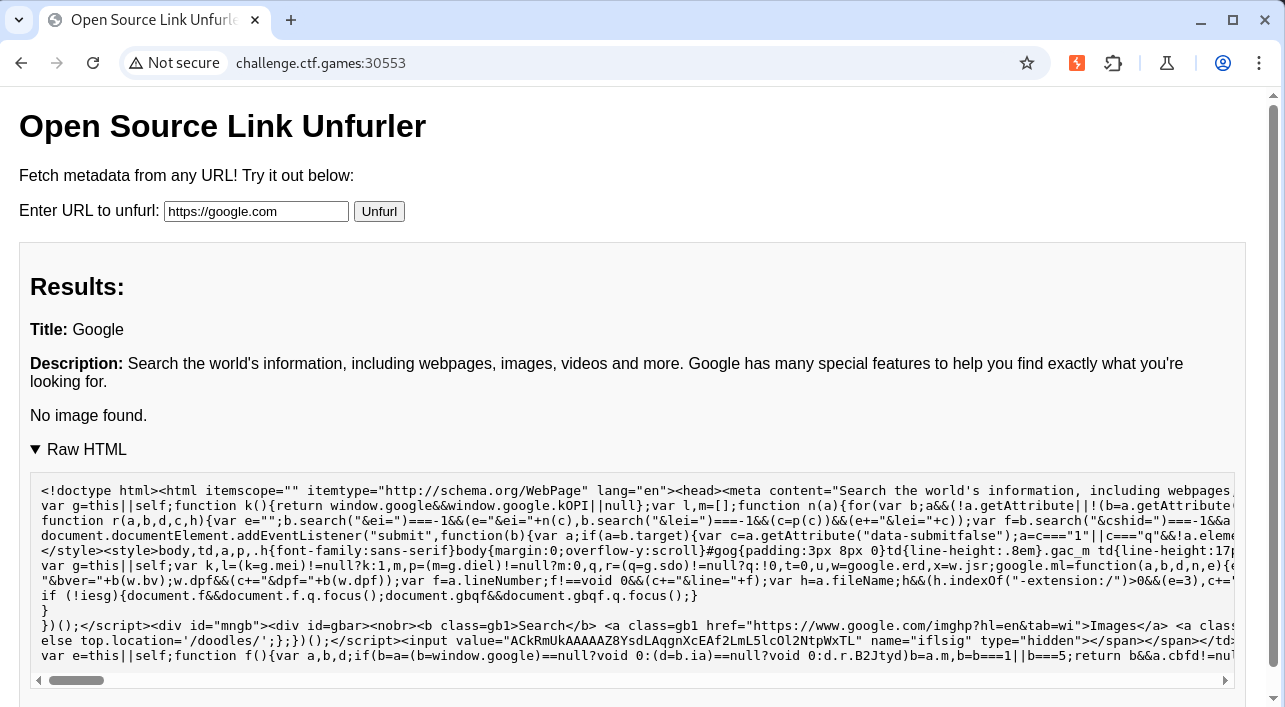 Open Source Link Unfurle
Not secure
challenge.ctf.games:30553
Open Source Link Unfurler
Fetch metadata from any URL! Try it out below:
Enter URL to unfurl: https://google.com Unfurl
Results:
Title: Google
Description: Search the world's information, including webpages, images, videos and more. Google has many special features to help you find exactly what you're
looking for.
No image found.
Raw HTML
<!doctype html><html itemscope="" itemtype="http://schema.org/WebPage" lang="en"><head><meta content="Search the world's information, including webpages,
var g=this||self;function k(){return window.google&&window.google.kOPI||null};var l,m=[];function n(a){for(var b;a&&(!a.getAttribute||!(b=a.getAttribute(
function r(a,b,d,c,h){var e="";b.search("&ei=")===-1&&(e="&ei="+n(c),b.search("&lei=")===-1&&(c=p(c))&&(e+="&lei="+c));var f=b.search("&cshid=")===-1&&a
document.documentElement.addEventListener("submit",function(b){var a;if(a=b.target){var c=a.getAttribute("data-submitfalse");a=c==="1"||c==="q"&&!a.eleme
</style><style>body,td,a,p,.h{font-family:sans-serif}body{margin:0;overflow-y:scroll}#gog{padding:3px 8px 0}td{line-height:.8em}.gac_m td{line-height:17p
var g=this||self;var k,l=(k=g.mei)!=null?k:1,m,p=(m=g.diel)!=null?m:0,q,r=(q=g.sdo)!=null?q:!0,t=0,u,w=google.erd,x=w.jsr;google.ml=function(a,b,d,n,e){e
"&bver="+b(w.bv);w.dpf&&(c+="&dpf="+b(w.dpf));var f=a.lineNumber;f!==void 0&&(c+="&line="+f);var h=a.fileName;h&&(h.indexOf("-extension:/")>0&&(e=3),c+="
if (!iesg){document.f&&document.f.q.focus();document.gbqf&&document.gbqf.q.focus();}
}
})();</script><div id="mngb"><div id=gbar><nobr><b class=gb1>Search</b> <a class=gb1 href="https://www.google.com/imghp?hl=en&tab=wi">Images</a> <a class
else top.location='/doodles/';};})();</script><input value="ACkRmUkAAAAAZ8YsdLAqgnXcEAf2LmL5lcOl2NtpWxTL" name="iflsig" type="hidden"></span></span></td>
var e=this||self;function f(){var a,b,d;if(b=a=(b=window.google)==null?void 0:(d=b.ia)==null?void 0:d.r.B2Jtyd)b=a.m,b=b===1||b===5;return b&&a.cbfd!=nul